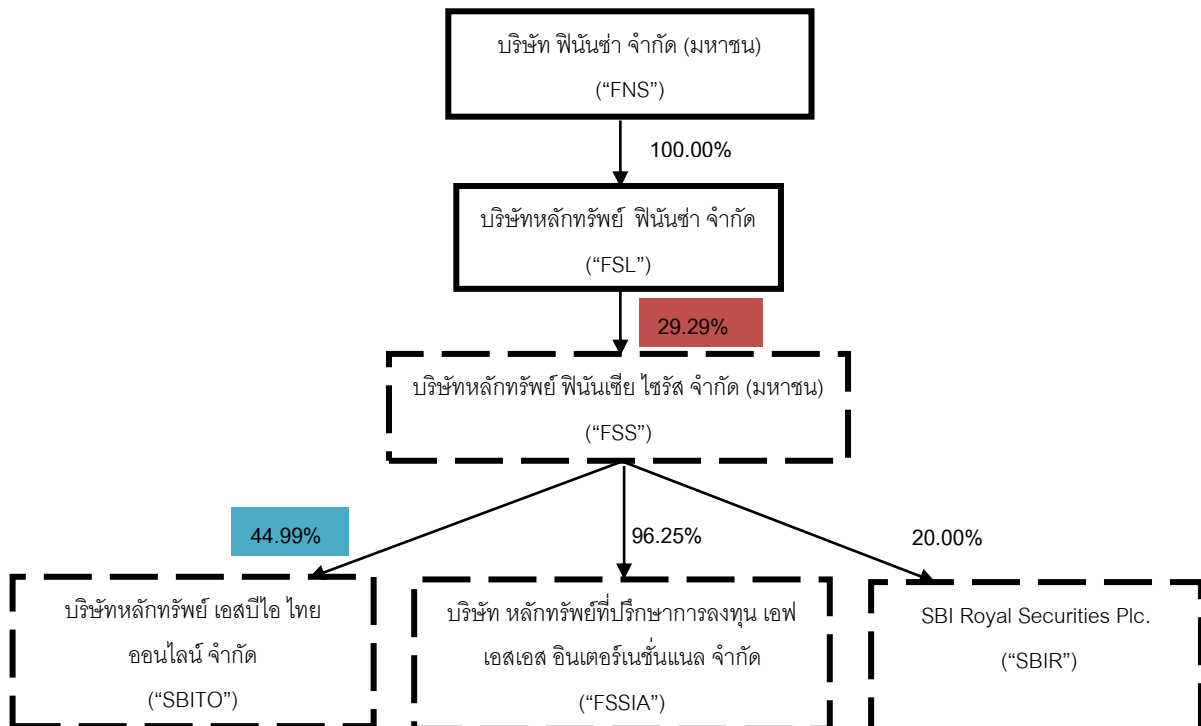 บริษัท ฟินันซ่า จำกัด (มหาชน)
(“FNS”)
100.00%
บริษัทหลักทรัพย์ ฟินันซ่า จำกัด
(“FSL”)
29.29%
บริษัทหลักทรัพย์ ฟินันเซีย ไซรัส จำกัด (มหาชน)
(“FSS”)
44.99%
96.25%
20.00%
บริษัทหลักทรัพย์ เอสบีไอ ไทย
ออนไลน์ จำกัด
(“SBITO”)
บริษัท หลักทรัพย์ที่ปรึกษาการลงทุน เอฟ
เอสเอส อินเตอร์เนชั่นแนล จำกัด
(“FSSIA”)
SBI Royal Securities Plc.
(“SBIR”)